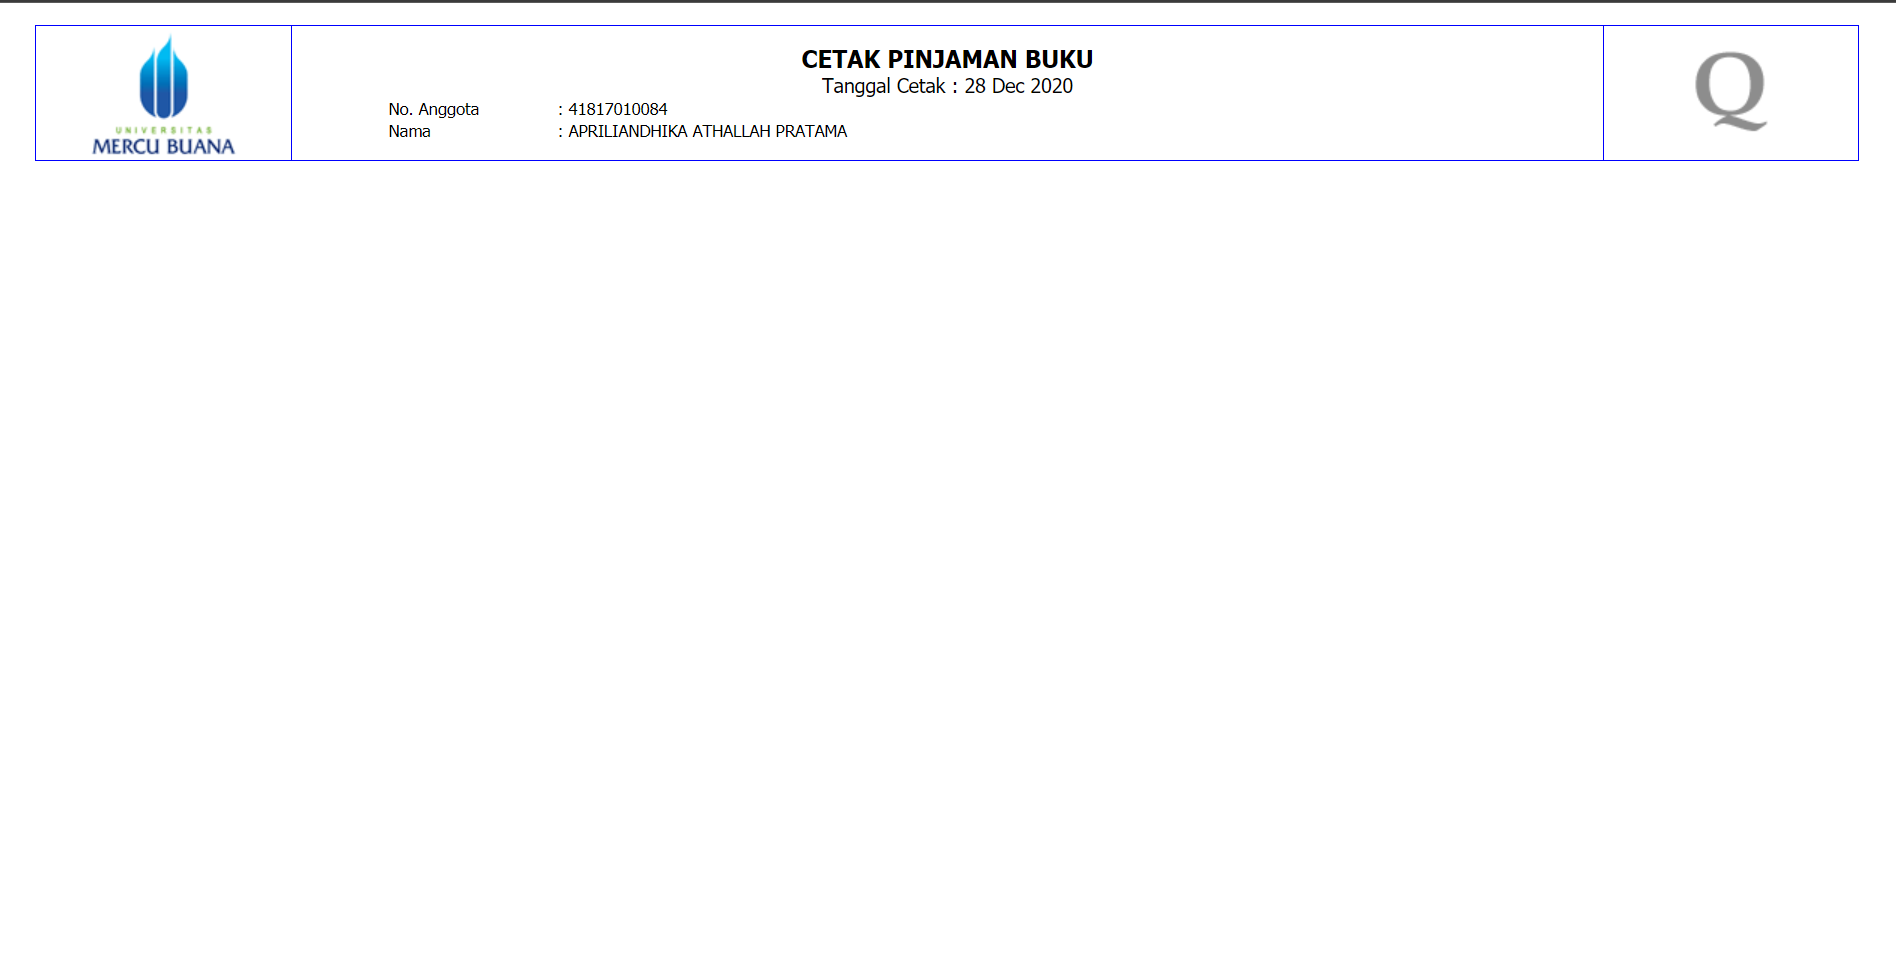 UNIVERSITAS
MERCU BUANA
CETAK PINJAMAN BUKU
Tanggal Cetak : 28 Dec 2020
No. Anggota : 41817010084
Nama : APRILIANDHIKA ATHALLAH PRATAMA
Q